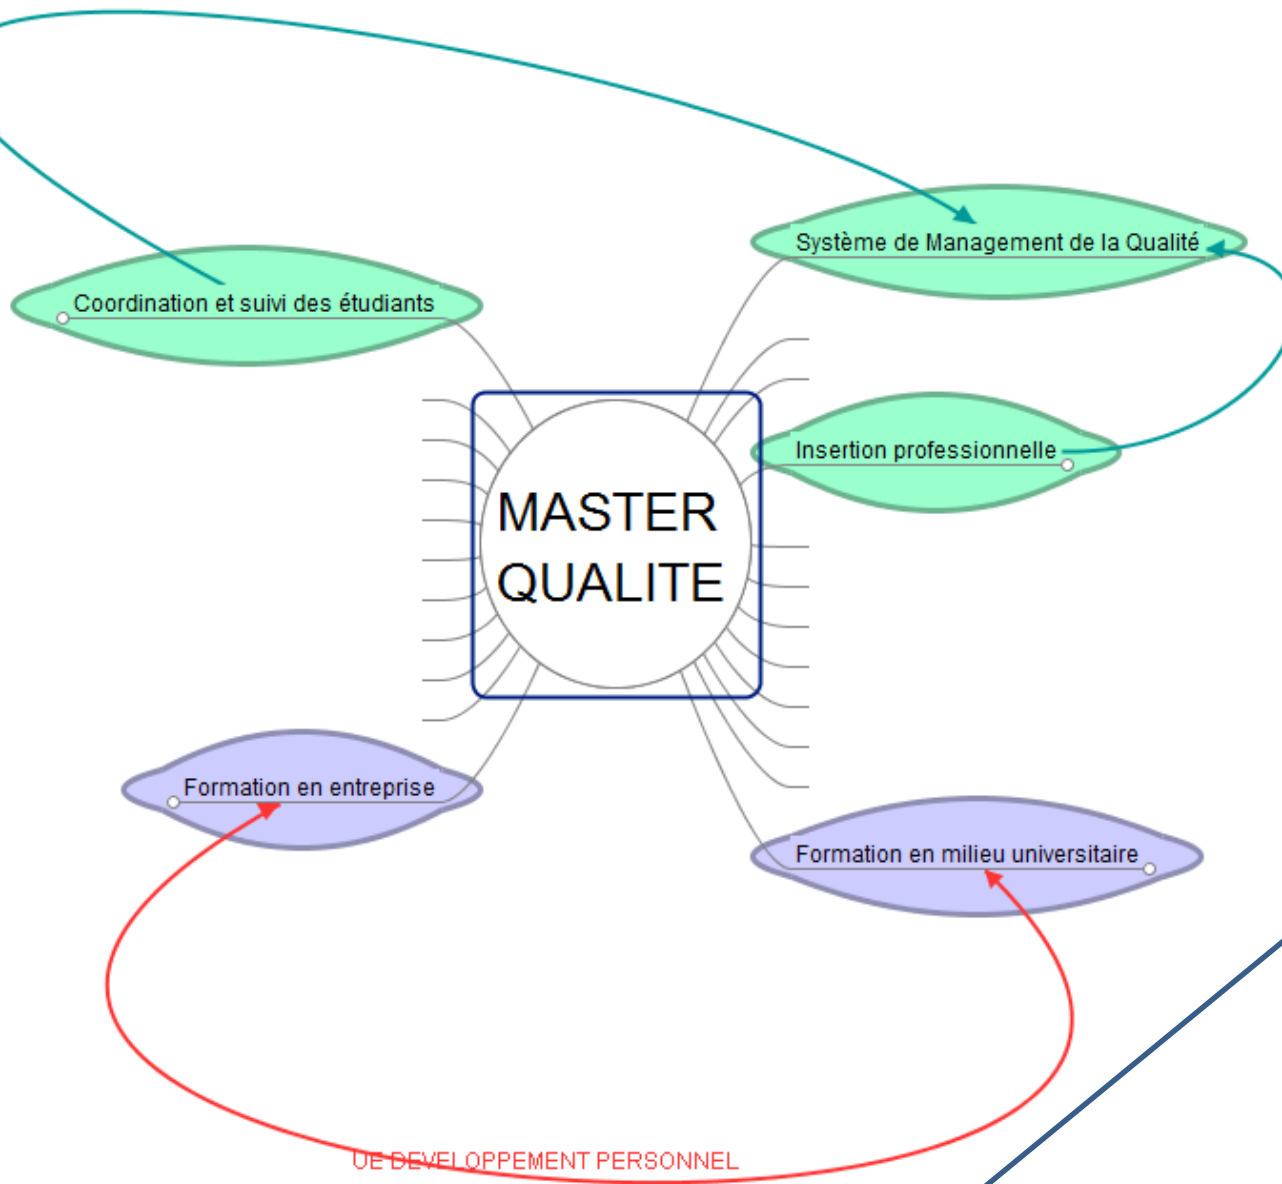 Système de Management de la Qualité
Coordination et suivi des étudiants
Insertion professionnelle
MASTER
QUALITE
Formation en entreprise
Formation en milieu universitaire
UE DEVELOPPEMENT PERSONNEL